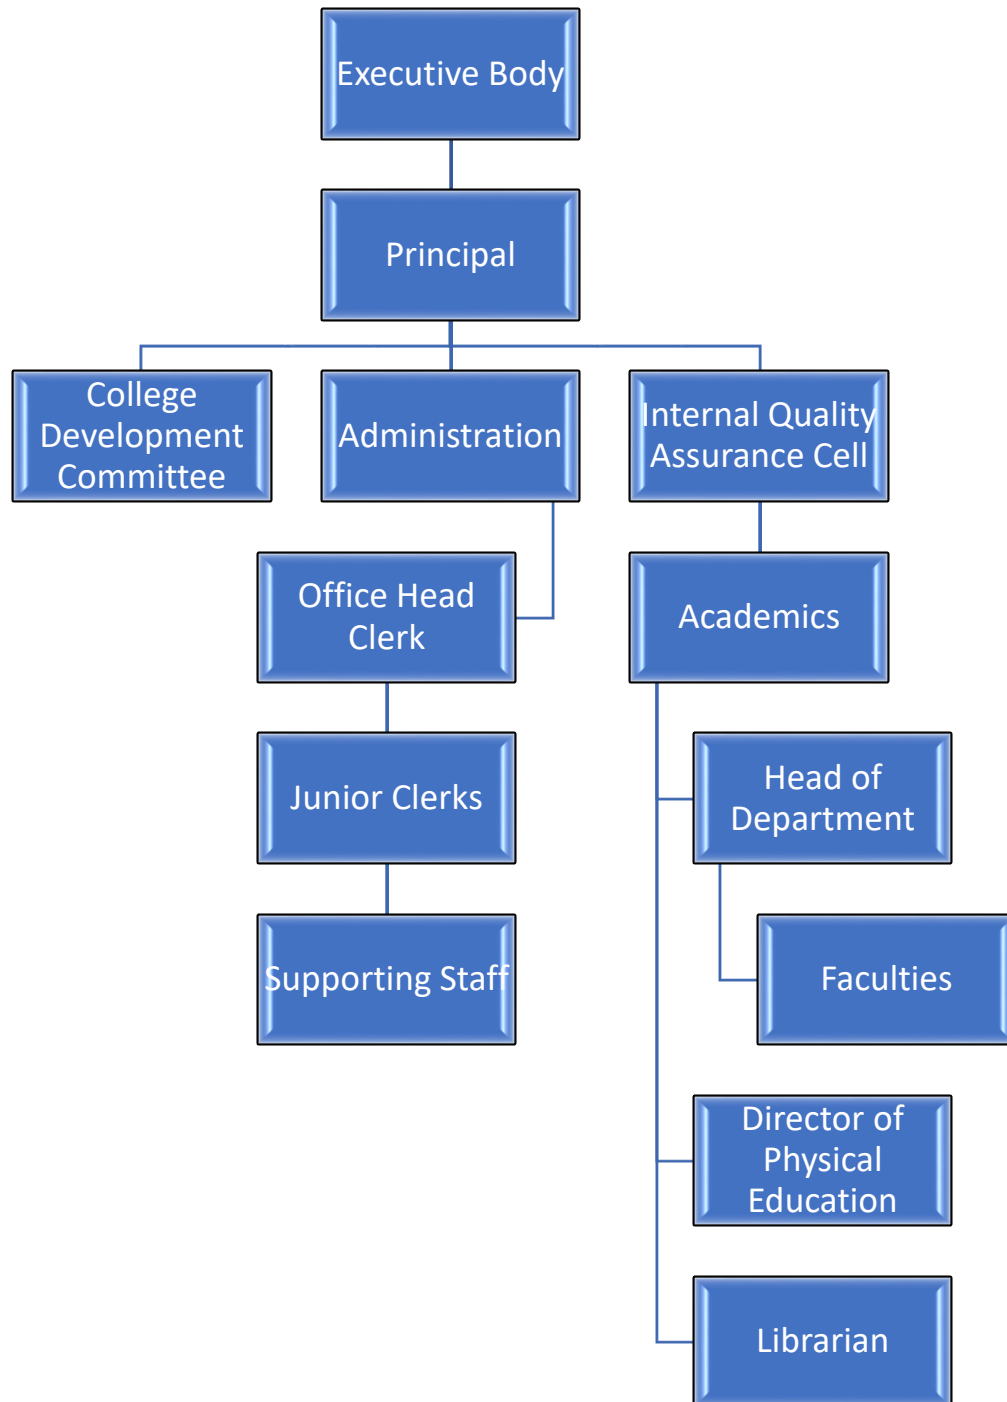 Executive Body
Principal
College
Development
Committee
Administration
Internal Quality
Assurance Cell
Office Head
Clerk
Academics
Junior Clerks
Head of
Department
Supporting Staff
Faculties
Director of
Physical
Education
Librarian